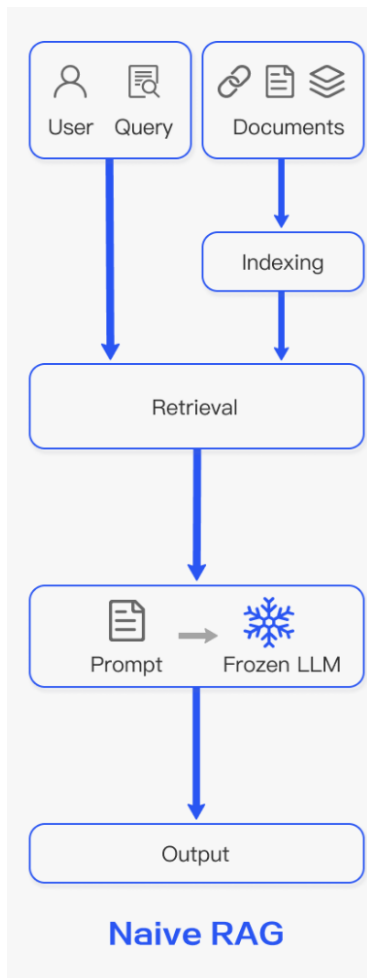 User Query
Documents
Indexing
Retrieval
Prompt
Frozen LLM
Output
Naive RAG